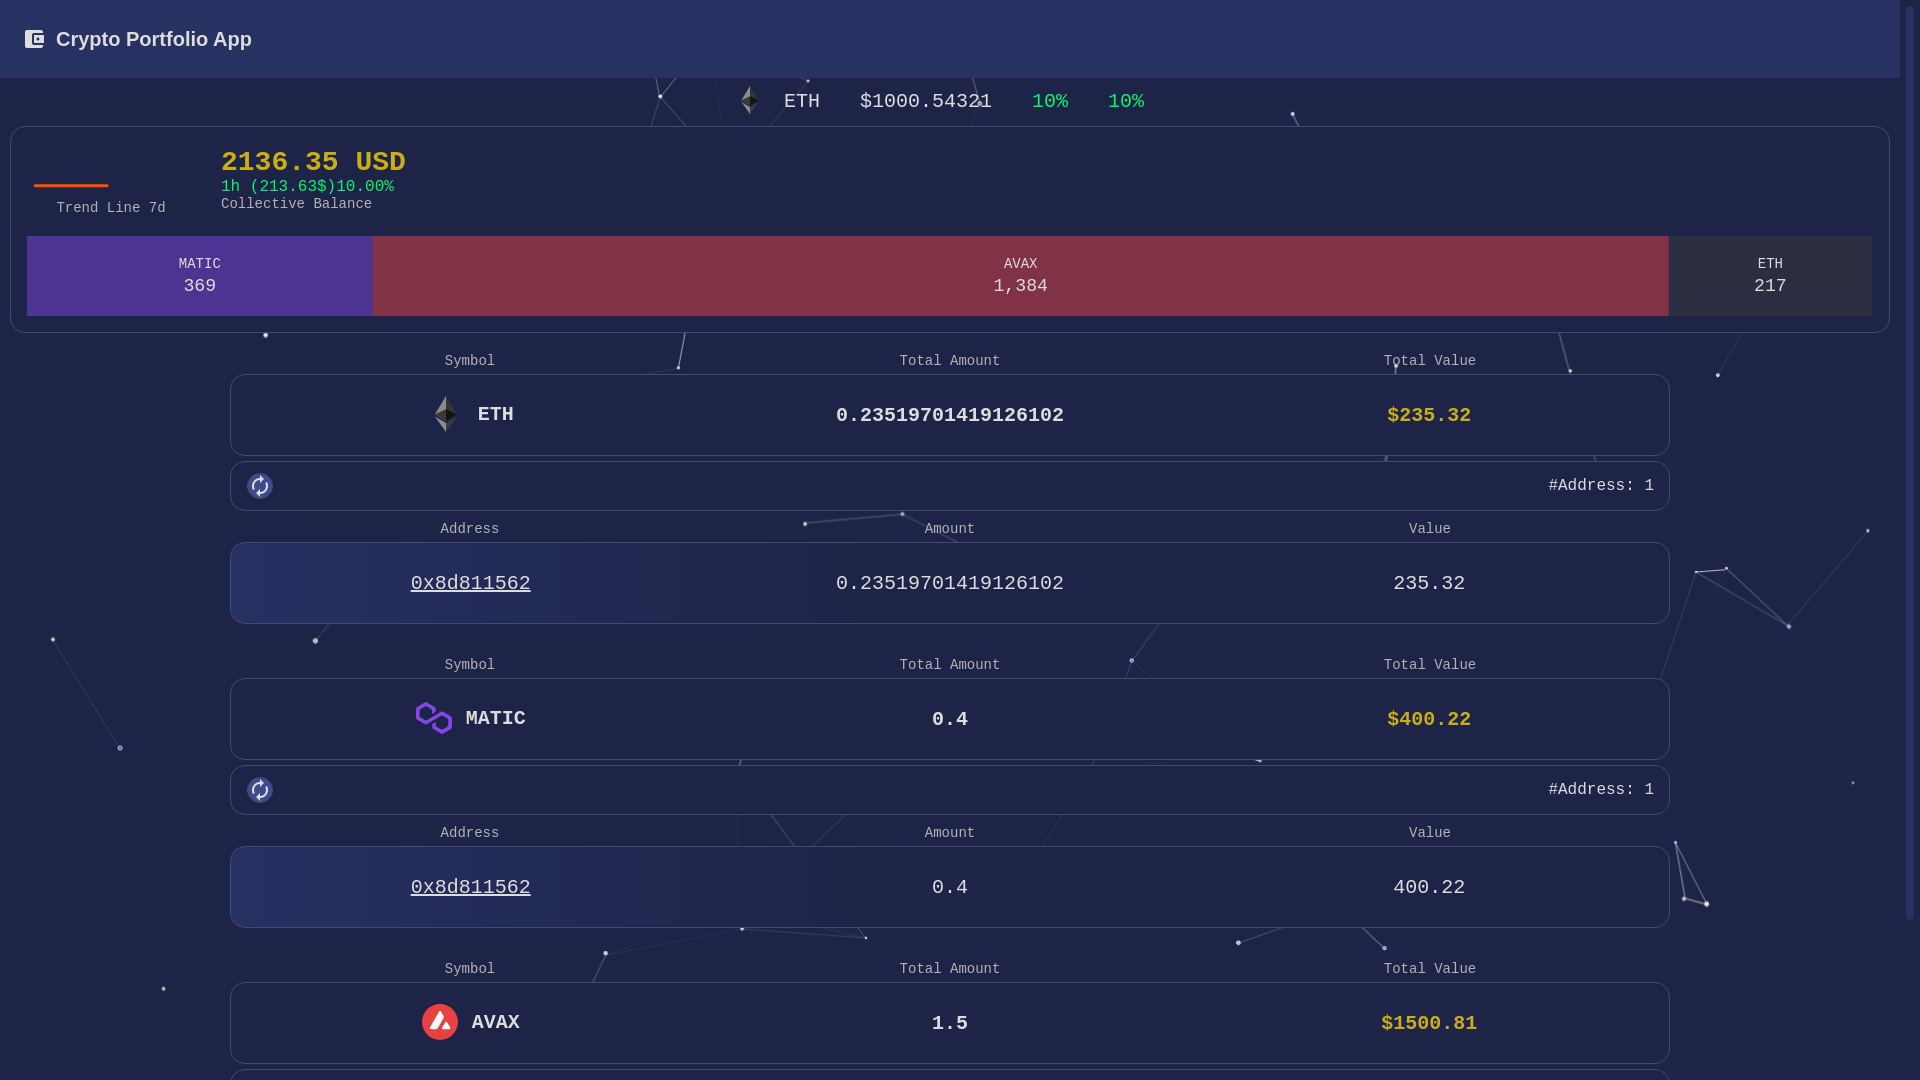 Crypto Portfolio App
ETH $1000.54321 10% 10%
2136.35 USD
1h (213.63$)10.00%
Collective Balance
Trend Line 7d
MATIC
369
AVAX
1,384
ETH
217
Symbol Total Amount Total Value
ETH 0.23519701419126102 $235.32
#Address: 1
Address Amount Value
0x8d811562 0.23519701419126102 235.32
Symbol Total Amount Total Value
MATIC 0.4 $400.22
#Address: 1
Address Amount Value
0x8d811562 0.4 400.22
Symbol Total Amount Total Value
AVAX 1.5 $1500.81